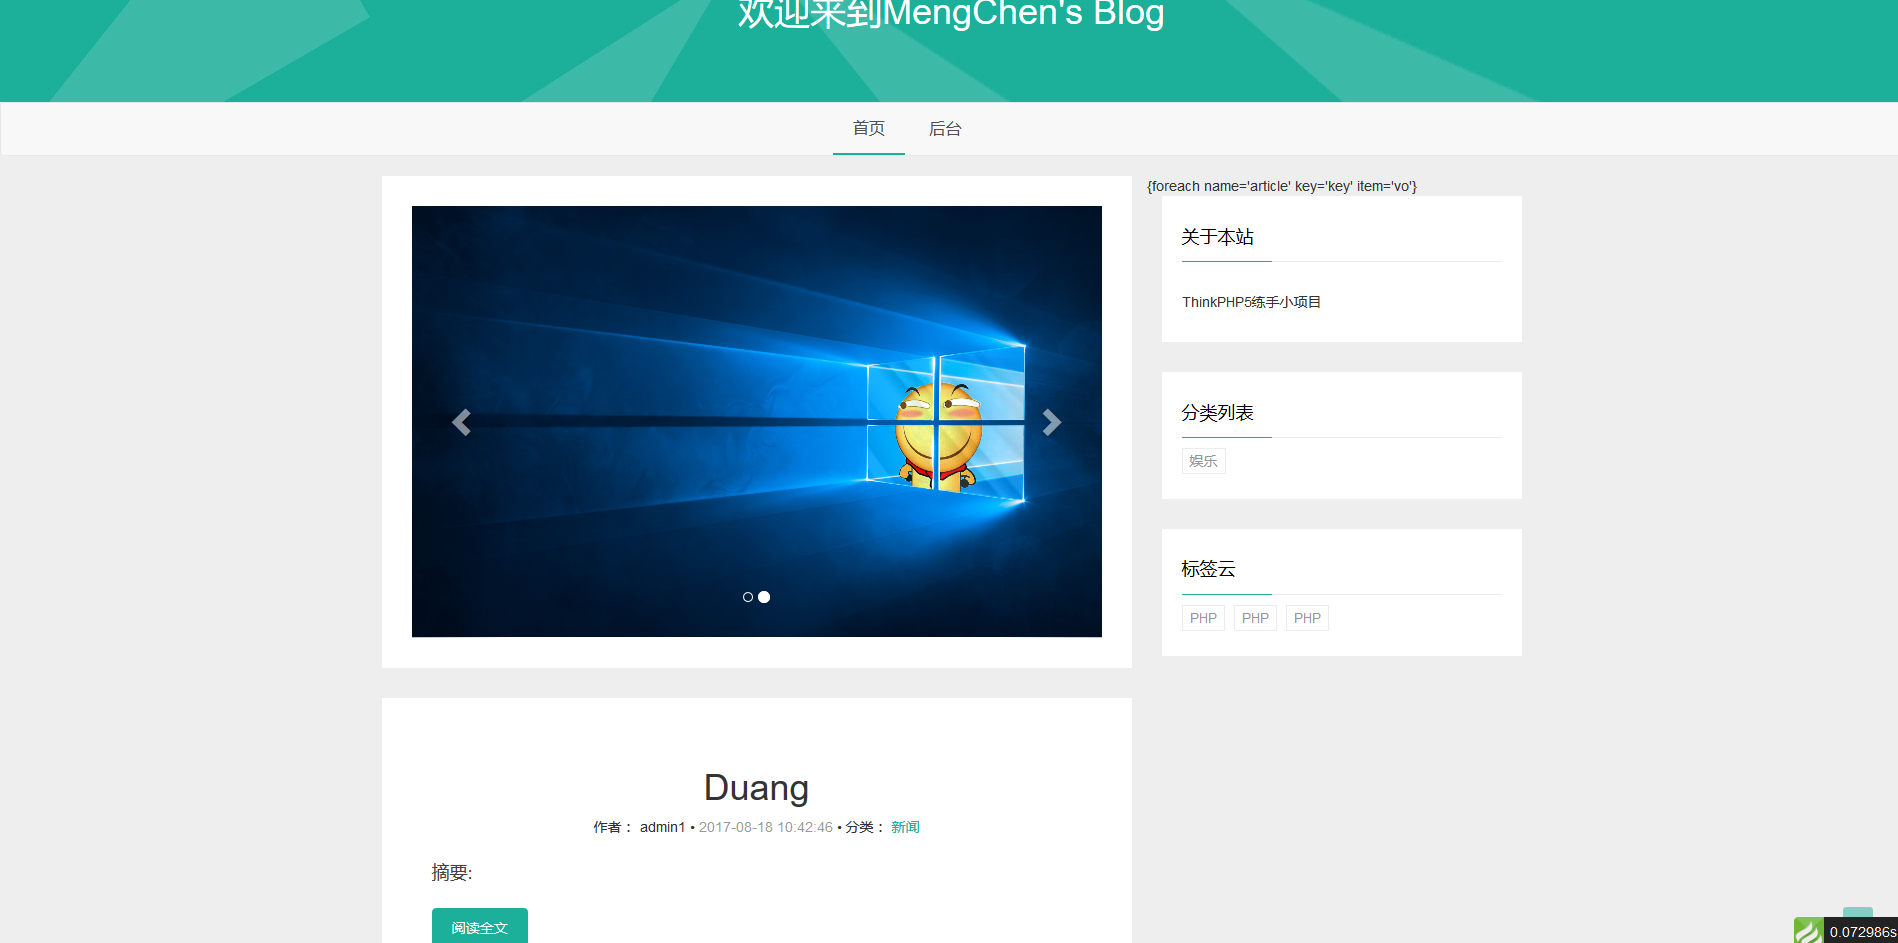 欢迎来到MengChen's Blog
首页 后台
{foreach name='article' key='key' item='vo'}
关于本站
ThinkPHP5练手小项目
分类列表
娱乐
标签云
PHP PHP PHP
Duang
作者： admin1 • 2017-08-18 10:42:46 • 分类： 新闻
摘要:
阅读全文
0.072986s